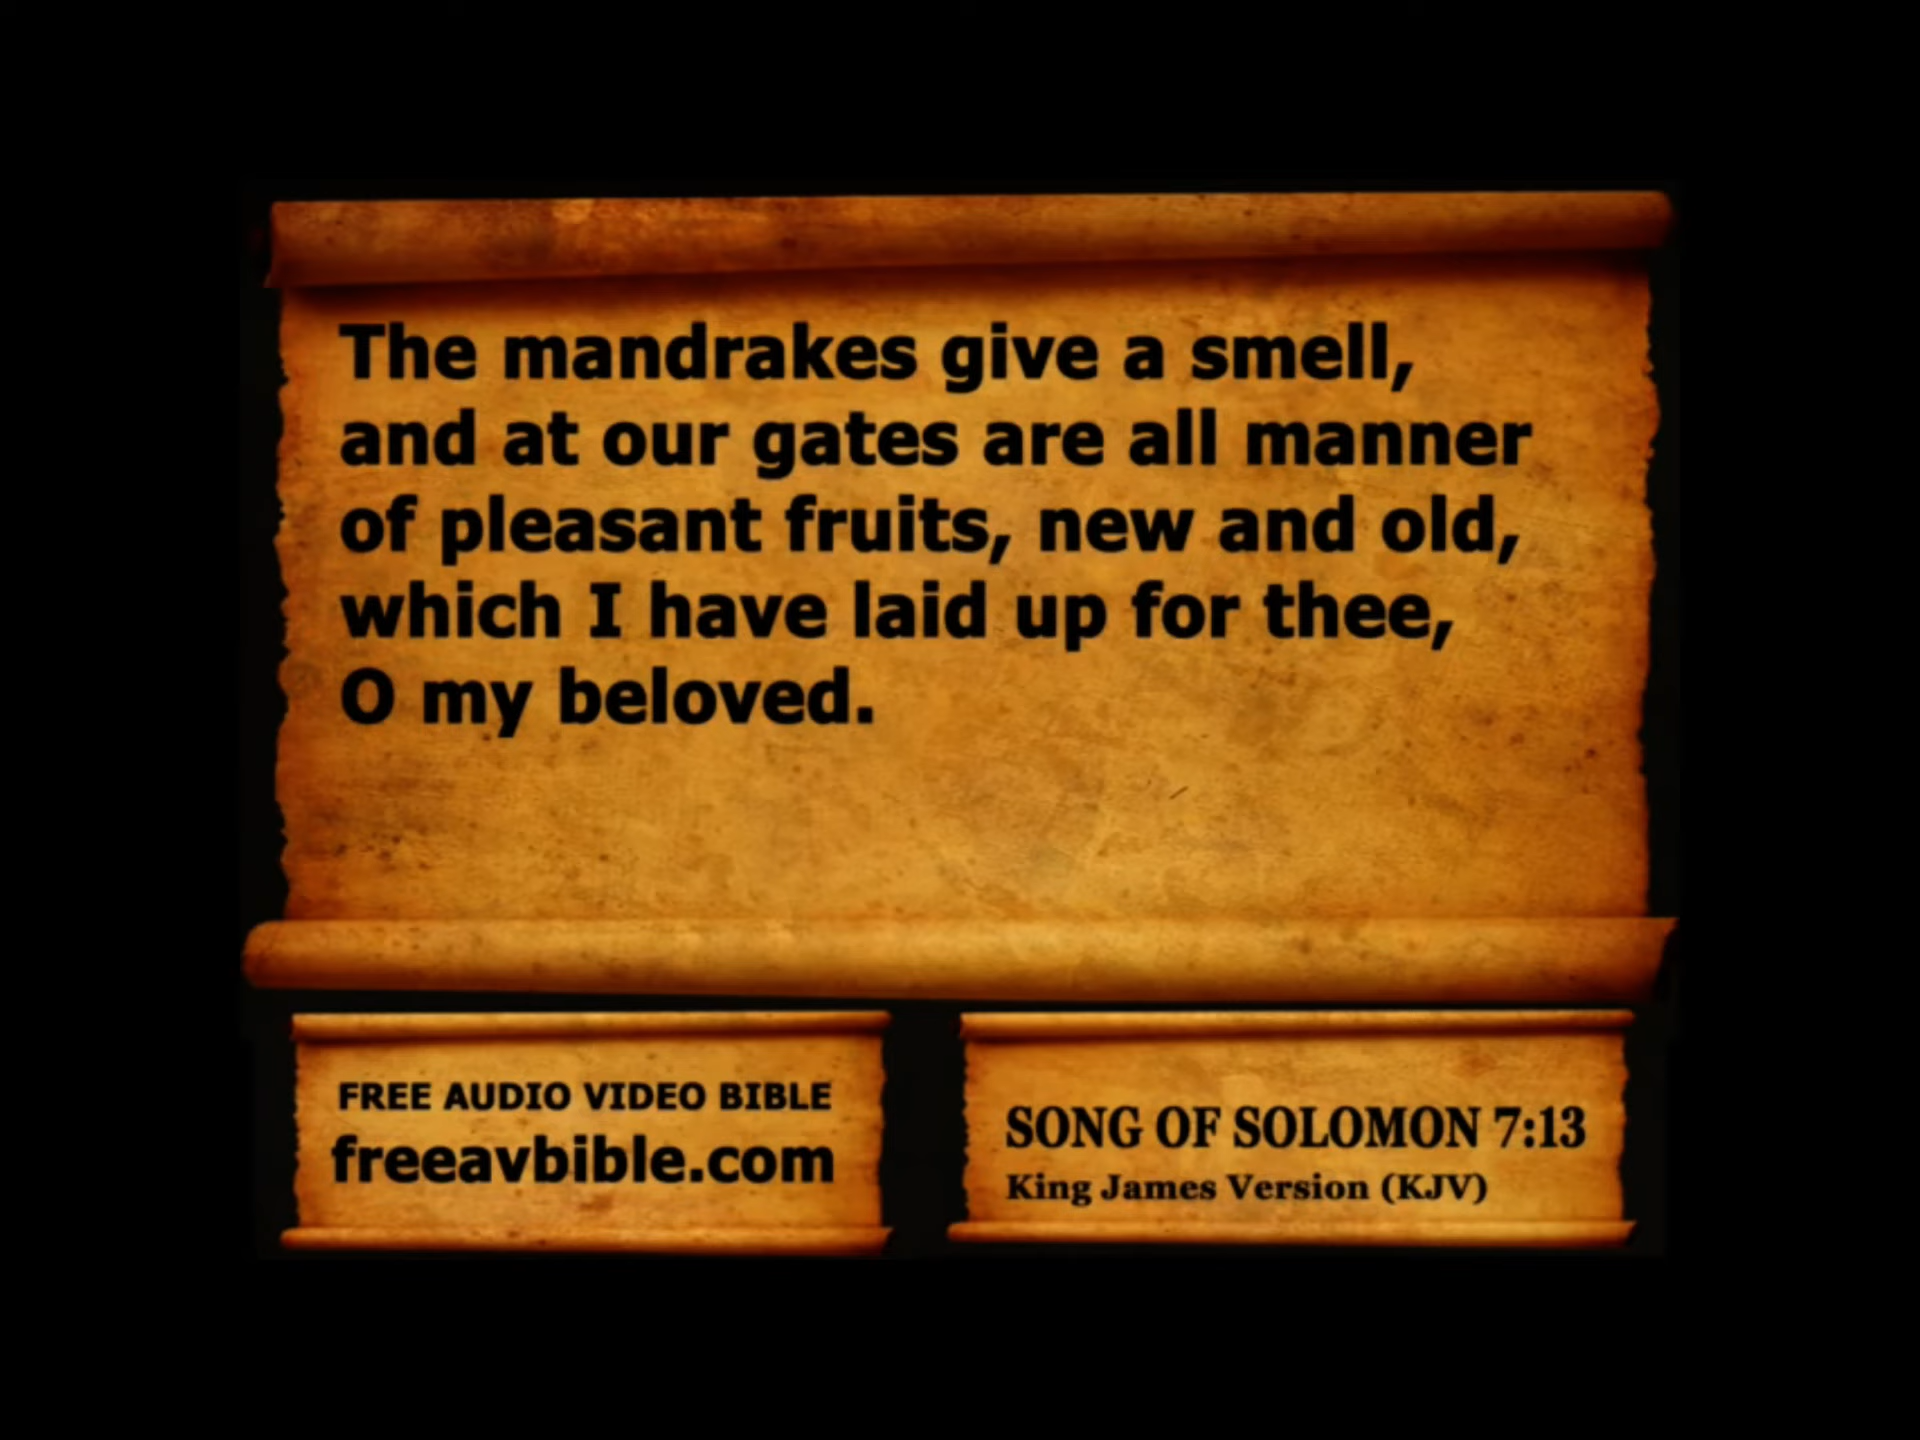 The mandrakes give a smell,
and at our gates are all manner
of pleasant fruits, new and old,
which I have laid up for thee,
O my beloved.
FREE AUDIO VIDEO BIBLE
freeavbible.com
SONG OF SOLOMON 7:13
King James Version (KJV)